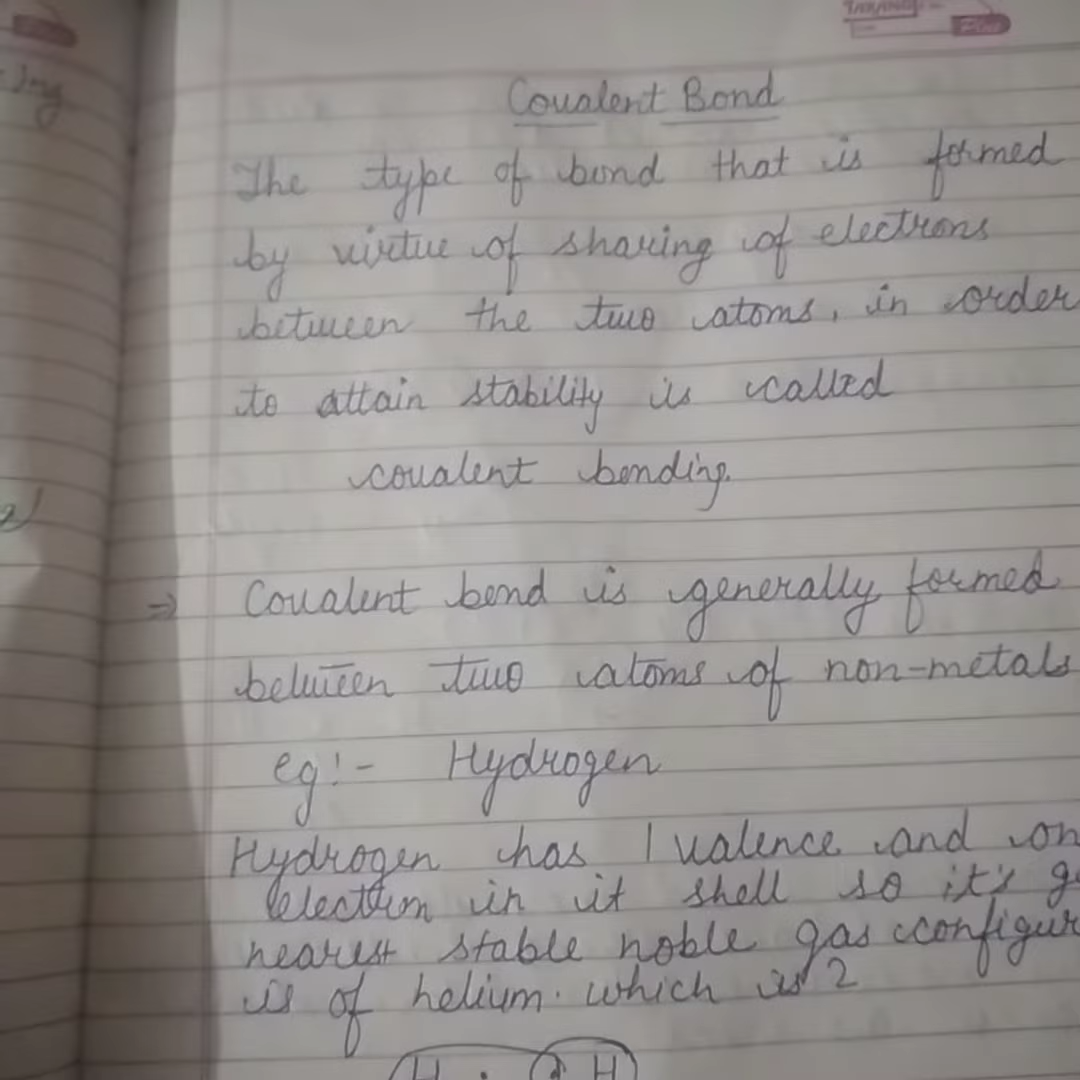 Covalent Bond
The type of bond that is formed
by virtue of sharing of electrons
between the two atoms, in order
to attain stability is called
covalent bonding.
⇒ Covalent bond is generally formed
between two atoms of non-metals
eg:- Hydrogen
Hydrogen has 1 valence and
electron in it shell so it's
nearest stable noble gas
is of helium. which is 2
H . H